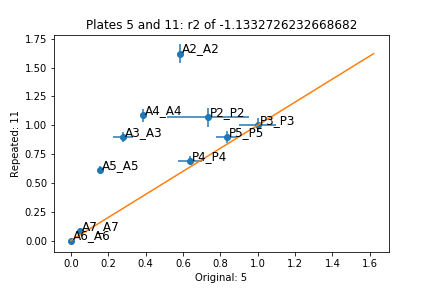 Plates 5 and 11: r2 of -1.1332726232668682
1.75
1.50
1.25
1.00
0.75
0.50
0.25
0.00
Repeated: 11
A2_A2
A4_A4
P2_P2
P3_P3
A3_A3
P5_P5
P4_P4
A5_A5
A7_A7
A6_A6
0.0 0.2 0.4 0.6 0.8 1.0 1.2 1.4 1.6
Original: 5